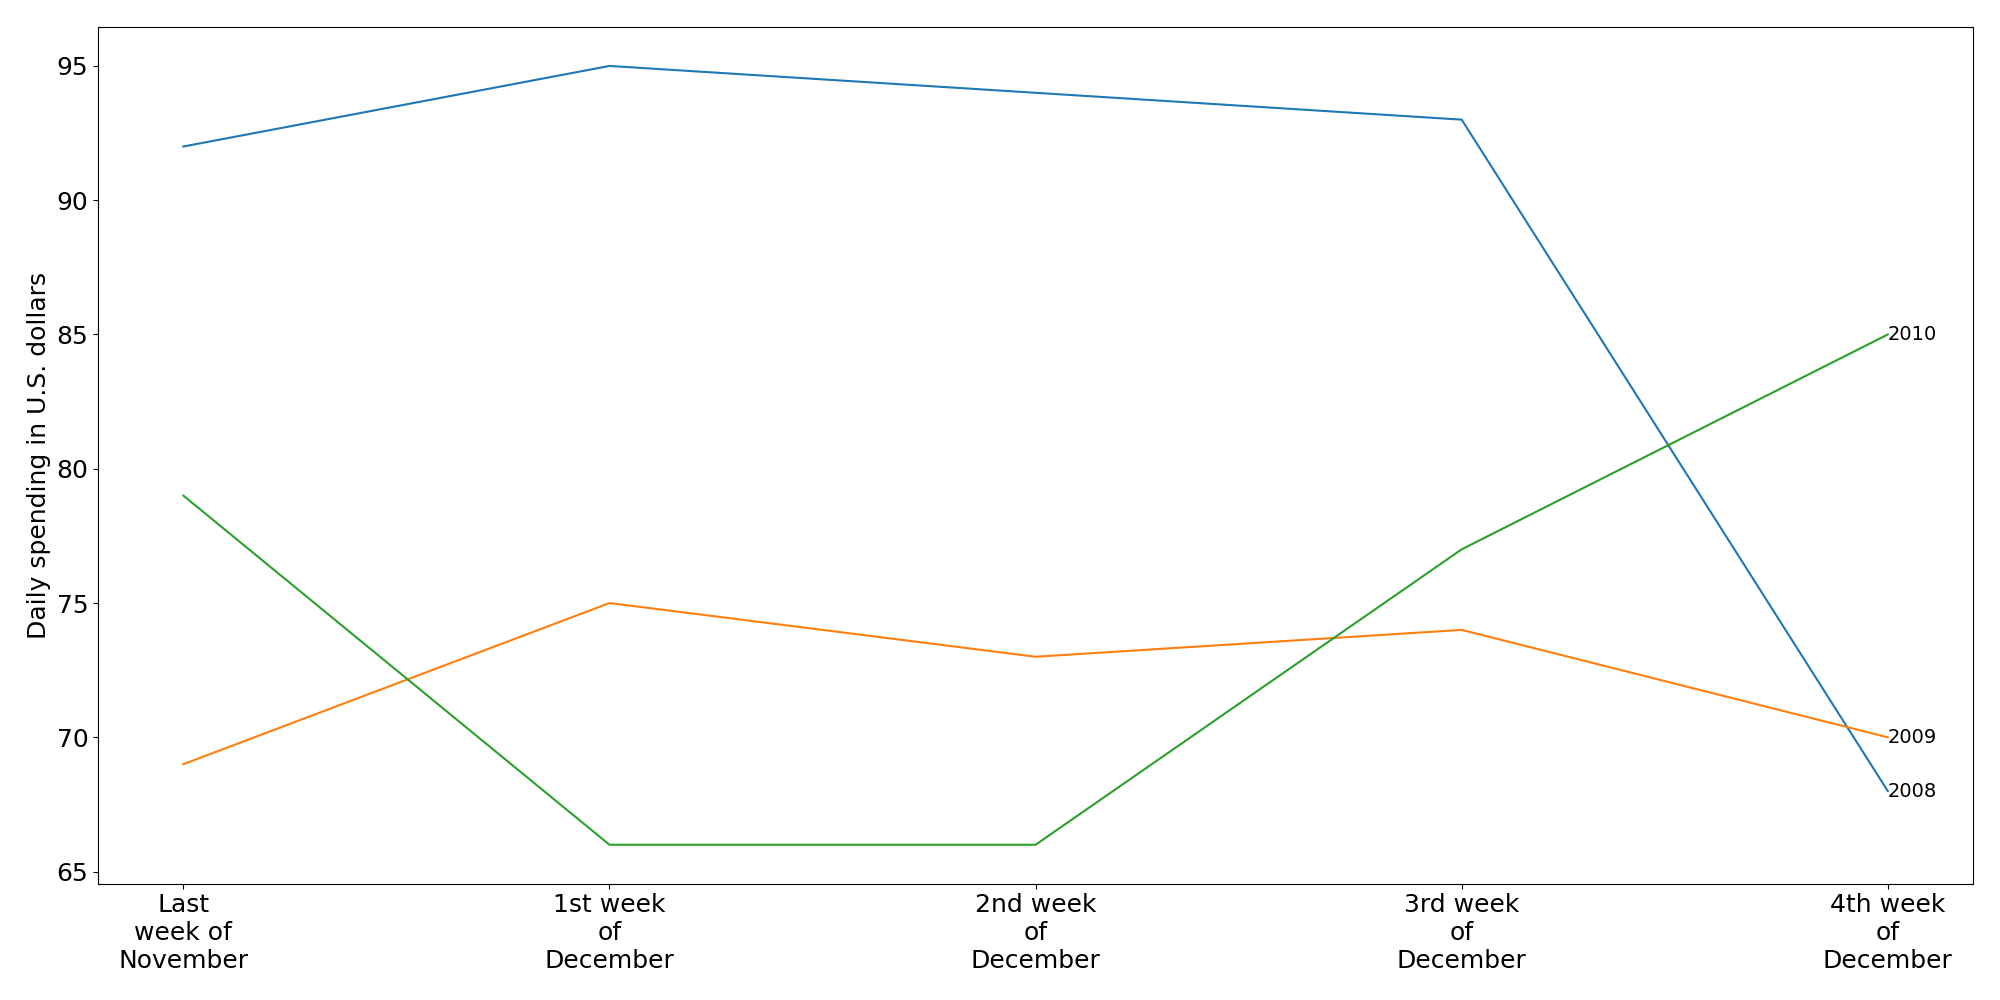 Daily spending in U.S. dollars
95
90
85
80
75
70
65
2010
2009
2008
Last
week of
November
1st week
of
December
2nd week
of
December
3rd week
of
December
4th week
of
December